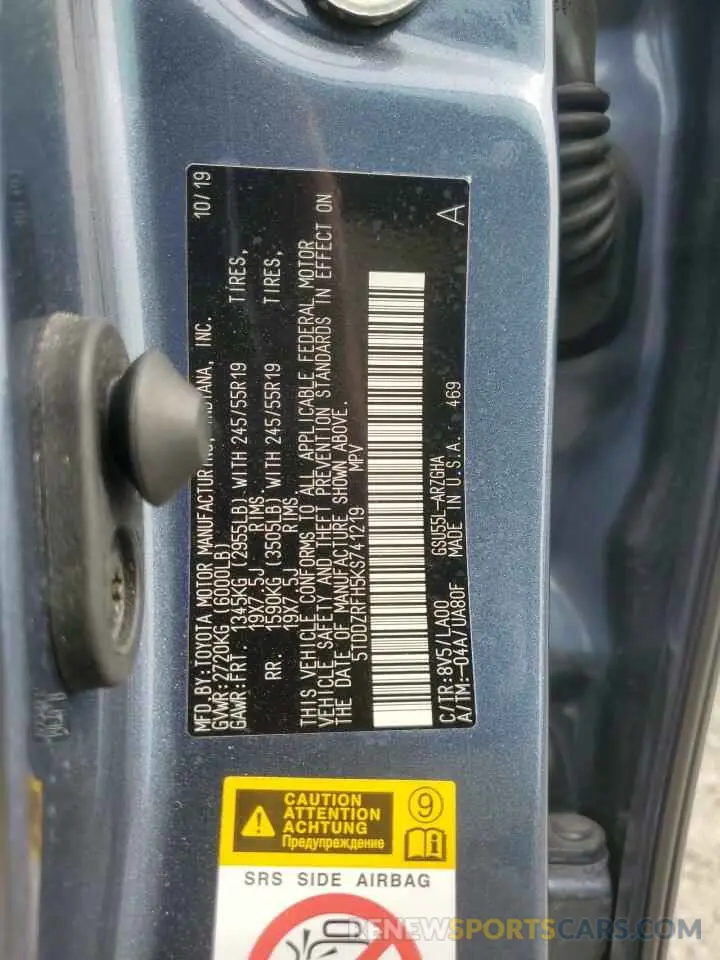 MFD.BY:TOYOTA MOTOR MANUFACTURING, INDIANA, INC. 10/19
GVWR:2720KG (6000LB)
GAWR:FRT. 1345KG (2955LB) WITH 245/55R19 TIRES,
19X7.5J RIMS
RR. 1590KG (3505LB) WITH 245/55R19 TIRES,
19X7.5J RIMS
THIS VEHICLE CONFORMS TO ALL APPLICABLE FEDERAL MOTOR
VEHICLE SAFETY AND THEFT PREVENTION STANDARDS IN EFFECT ON
THE DATE OF MANUFACTURE SHOWN ABOVE.
5TDDZRFH5KS741219 MPV
C/TR:8V5/LA00 GSU55L-ARZGHA A
A/TM:-04A/UA80F MADE IN U.S.A. 469
CAUTION
ATTENTION
ACHTUNG
Предупреждение
9
i
SRS SIDE AIRBAG
RENEWSPORTSCARS.COM